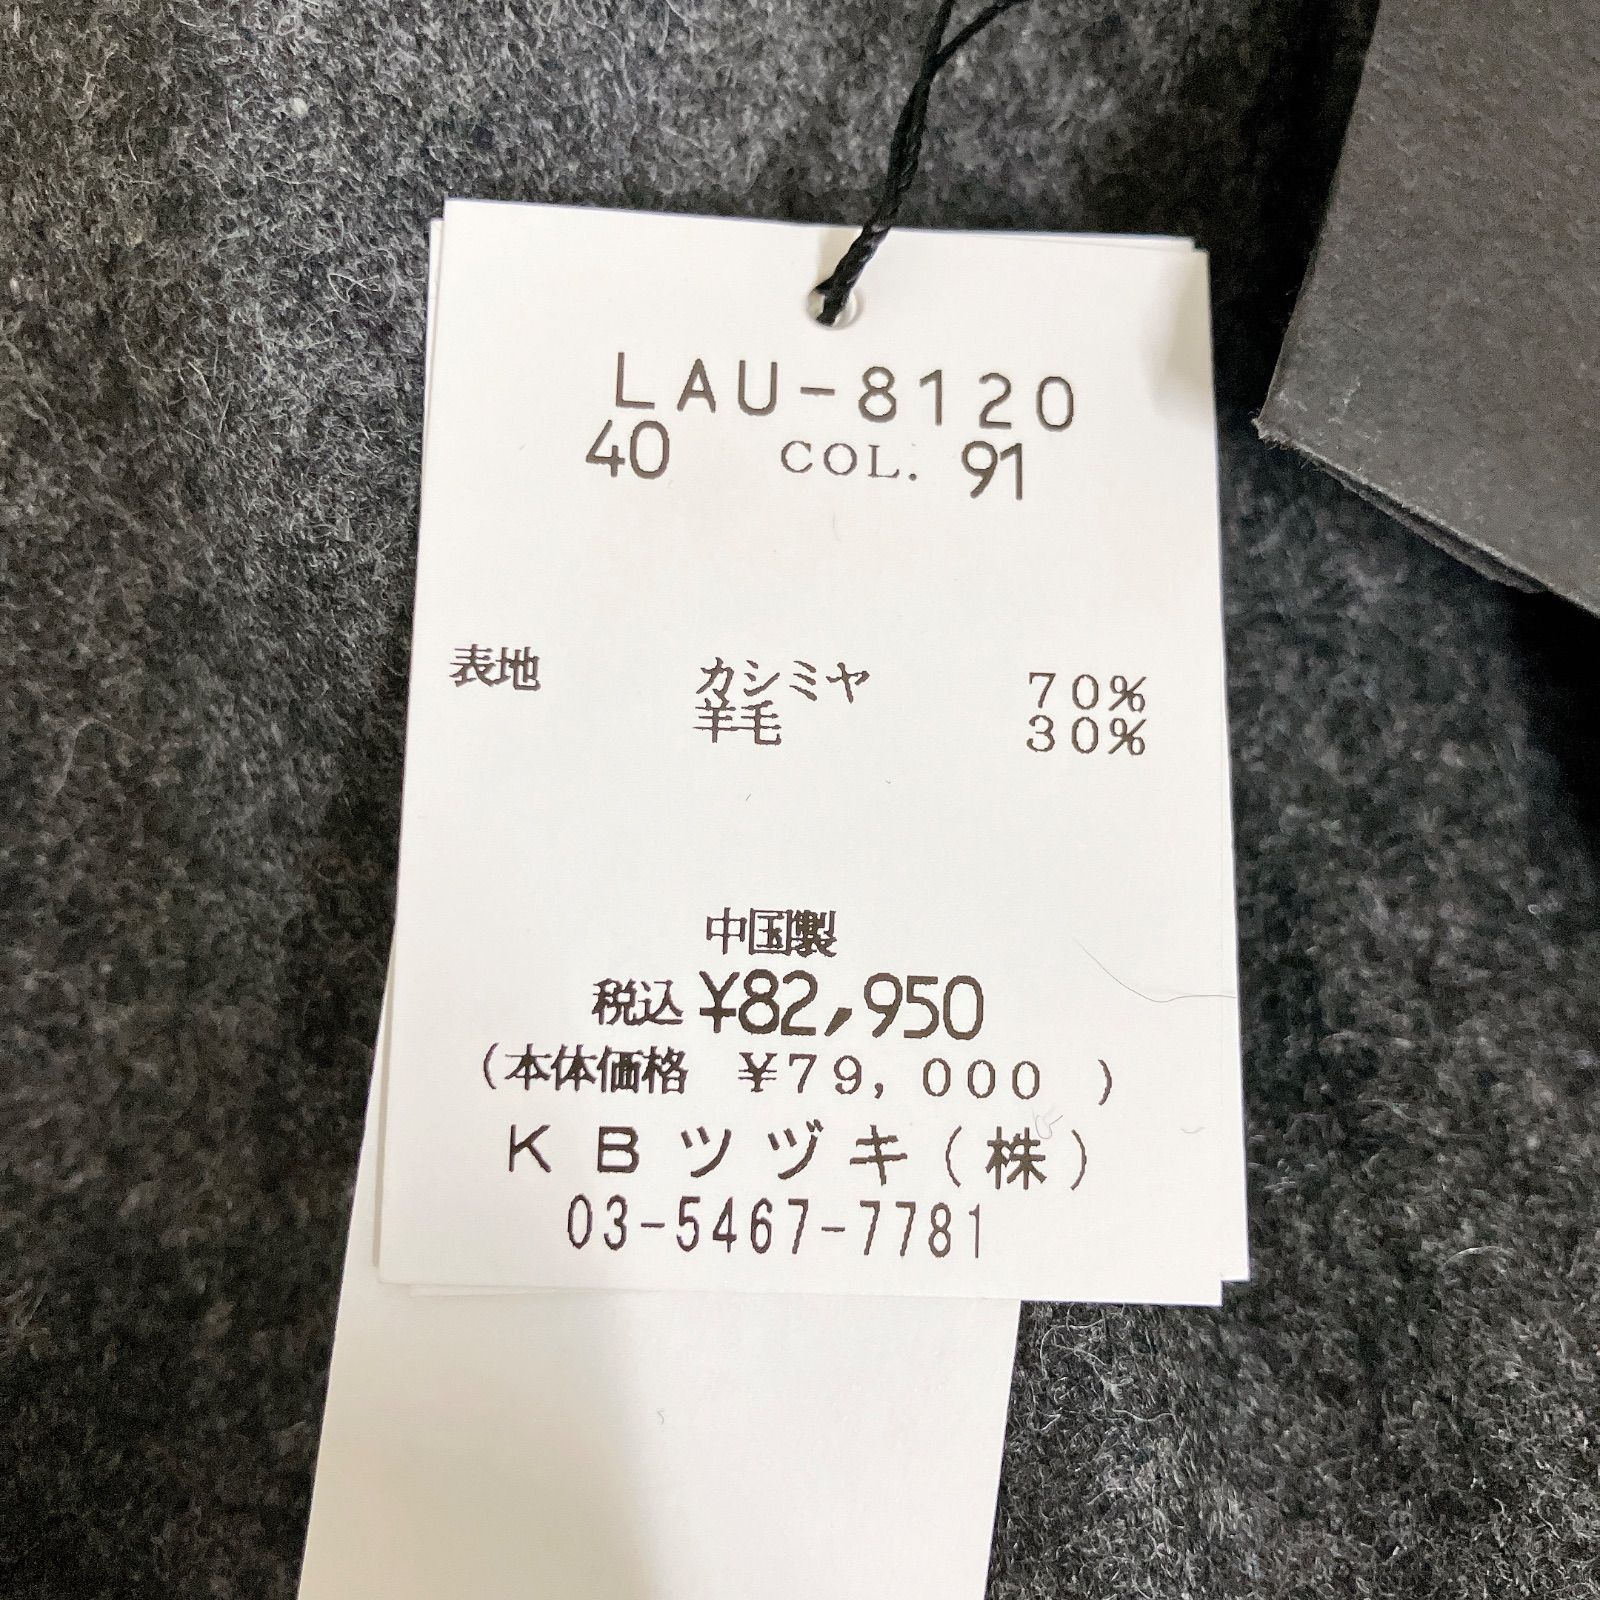 LAU-8120
40 COL. 91
表地 カシミヤ 70%
羊毛 30%
中国製
税込 ¥82,950
(本体価格 ¥79,000 )
KBツヅキ(株)
03-5467-7781